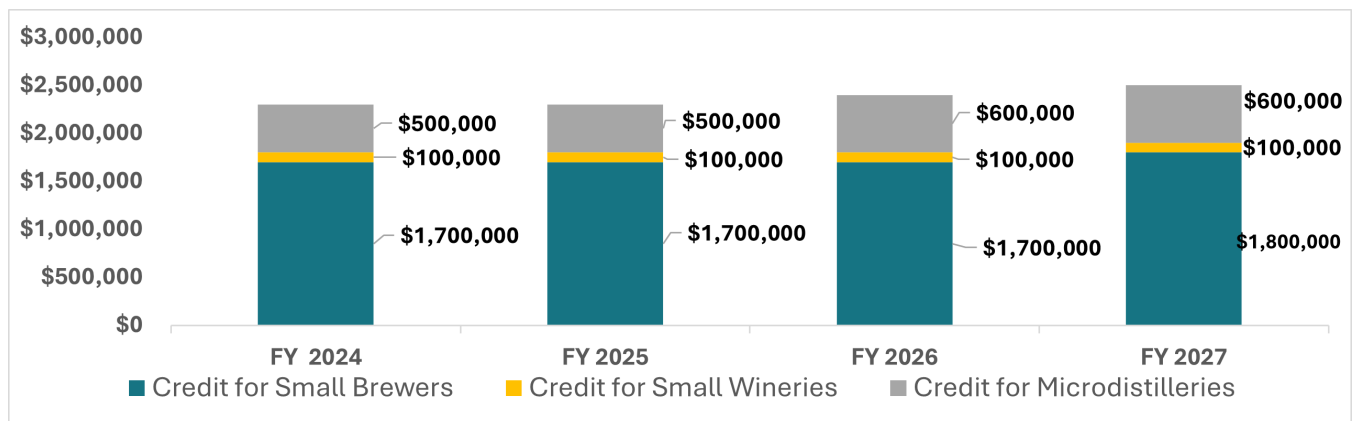 $3,000,000
$2,500,000
$2,000,000
$1,500,000
$1,000,000
$500,000
$0
$500,000
$100,000
$1,700,000
$500,000
$100,000
$1,700,000
$600,000
$100,000
$1,700,000
$600,000
$100,000
$1,800,000
FY 2024
FY 2025
FY 2026
FY 2027
Credit for Small Brewers
Credit for Small Wineries
Credit for Microdistilleries